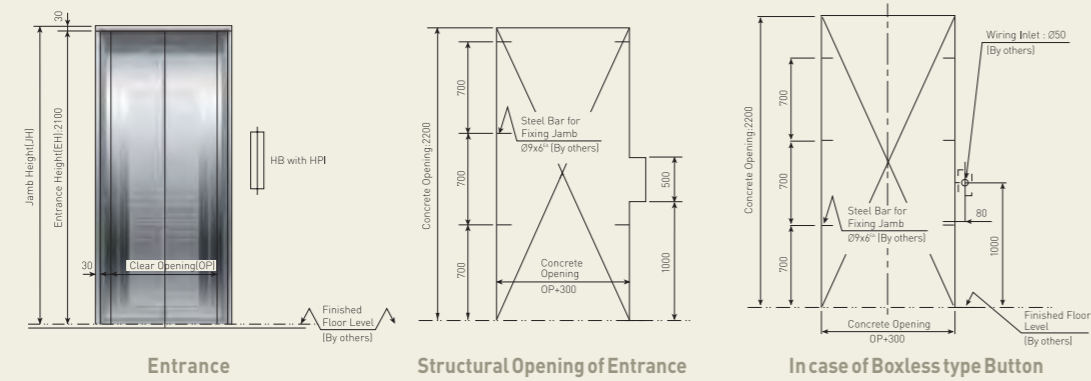 30
Jamb Height(JH)
Entrance Height(EH):2100
HB with HPI
30
Clear Opening(OP)
Finished
Floor Level
(By others)
Entrance
Concrete Opening:2200
700
700
700
Steel Bar for
Fixing Jamb
Ø9x6ᵉᵃ (By others)
500
1000
Concrete
Opening
OP+300
Structural Opening of Entrance
Concrete Opening:2200
700
700
700
Wiring Inlet : Ø50
(By others)
Steel Bar for
Fixing Jamb
Ø9x6ᵉᵃ (By others)
80
1000
Concrete Opening
OP+300
Finished Floor
Level
(By others)
In case of Boxless type Button